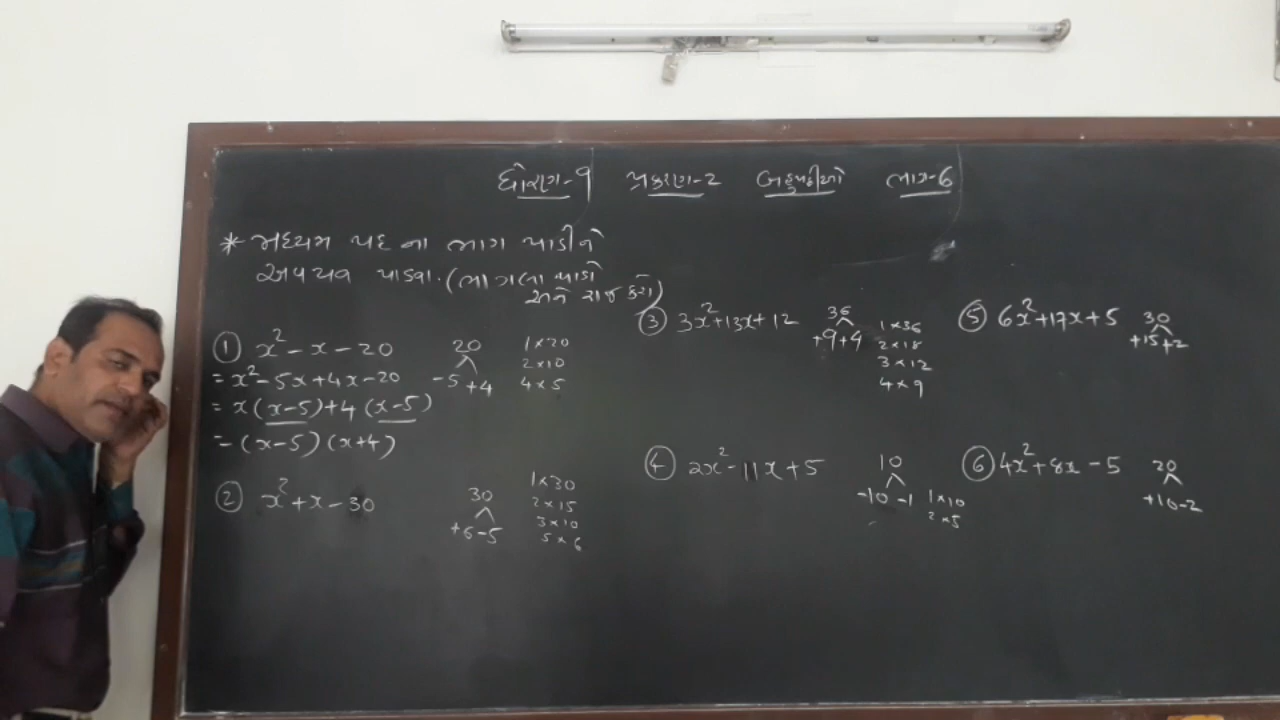 ધોરણ-9 પ્રકરણ-2 બહુપદીઓ ભાગ-6
* મધ્યમ પદ ના ભાગ પાડીને
અવયવ પાડવા. (ભાગલા પાડો
અને રાજ કરો)
① x² - x - 20
= x² - 5x + 4x - 20
= x (x-5) + 4 (x-5)
= (x-5) (x+4)
20
-5 +4
1 × 20
2 × 10
4 × 5
② x² + x - 30
30
+6 -5
1 × 30
2 × 15
3 × 10
5 × 6
③ 3x² + 13x + 12
36
+9 +4
1 × 36
2 × 18
3 × 12
4 × 9
④ 2x² - 11x + 5
10
-10 -1
1 × 10
2 × 5
⑤ 6x² + 17x + 5
30
+15 +2
⑥ 4x² + 8x - 5
20
+10 -2